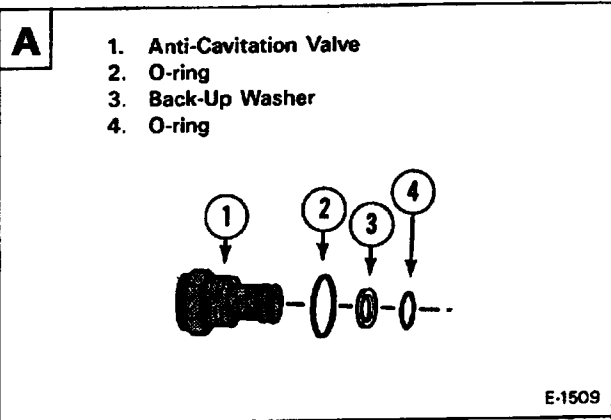 A
1. Anti-Cavitation Valve
2. O-ring
3. Back-Up Washer
4. O-ring
1
2
3
4
E-1509